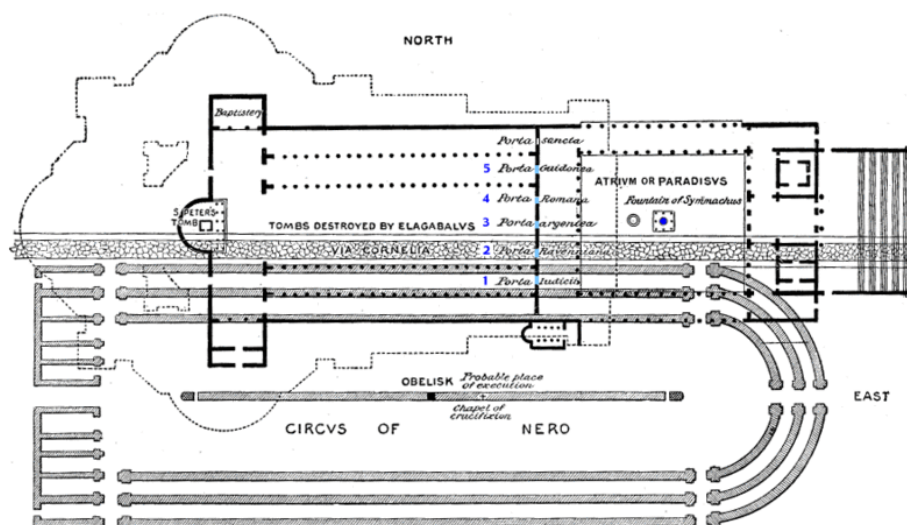 NORTH
Baptistery
Porta sancta
5 Porta Guidonea
ATRIVM OR PARADISVS
4 Porta Romana
Fountain of Symmachus
S. PETER'S
TOMB
TOMBS DESTROYED BY ELAGABALVS
3 Porta argentea
VIA CORNELIA
2 Porta Ravenniana
1 Porta Iudicii
OBELISK
Probable place
of execution
EAST
Chapel of
crucifixion
CIRCVS OF NERO